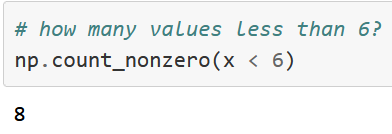 # how many values less than 6?
np.count_nonzero(x < 6)
8